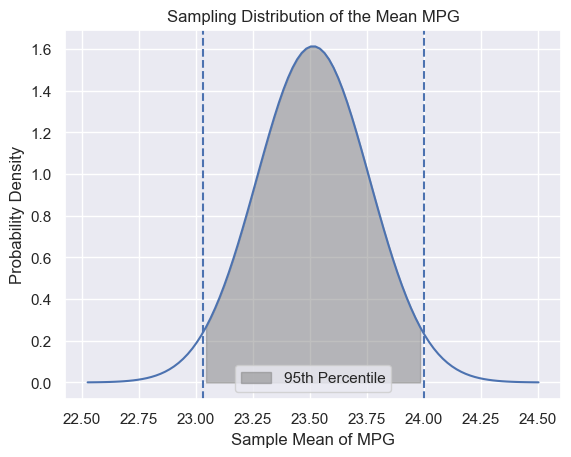 Sampling Distribution of the Mean MPG
Probability Density
1.6
1.4
1.2
1.0
0.8
0.6
0.4
0.2
0.0
95th Percentile
22.50 22.75 23.00 23.25 23.50 23.75 24.00 24.25 24.50
Sample Mean of MPG